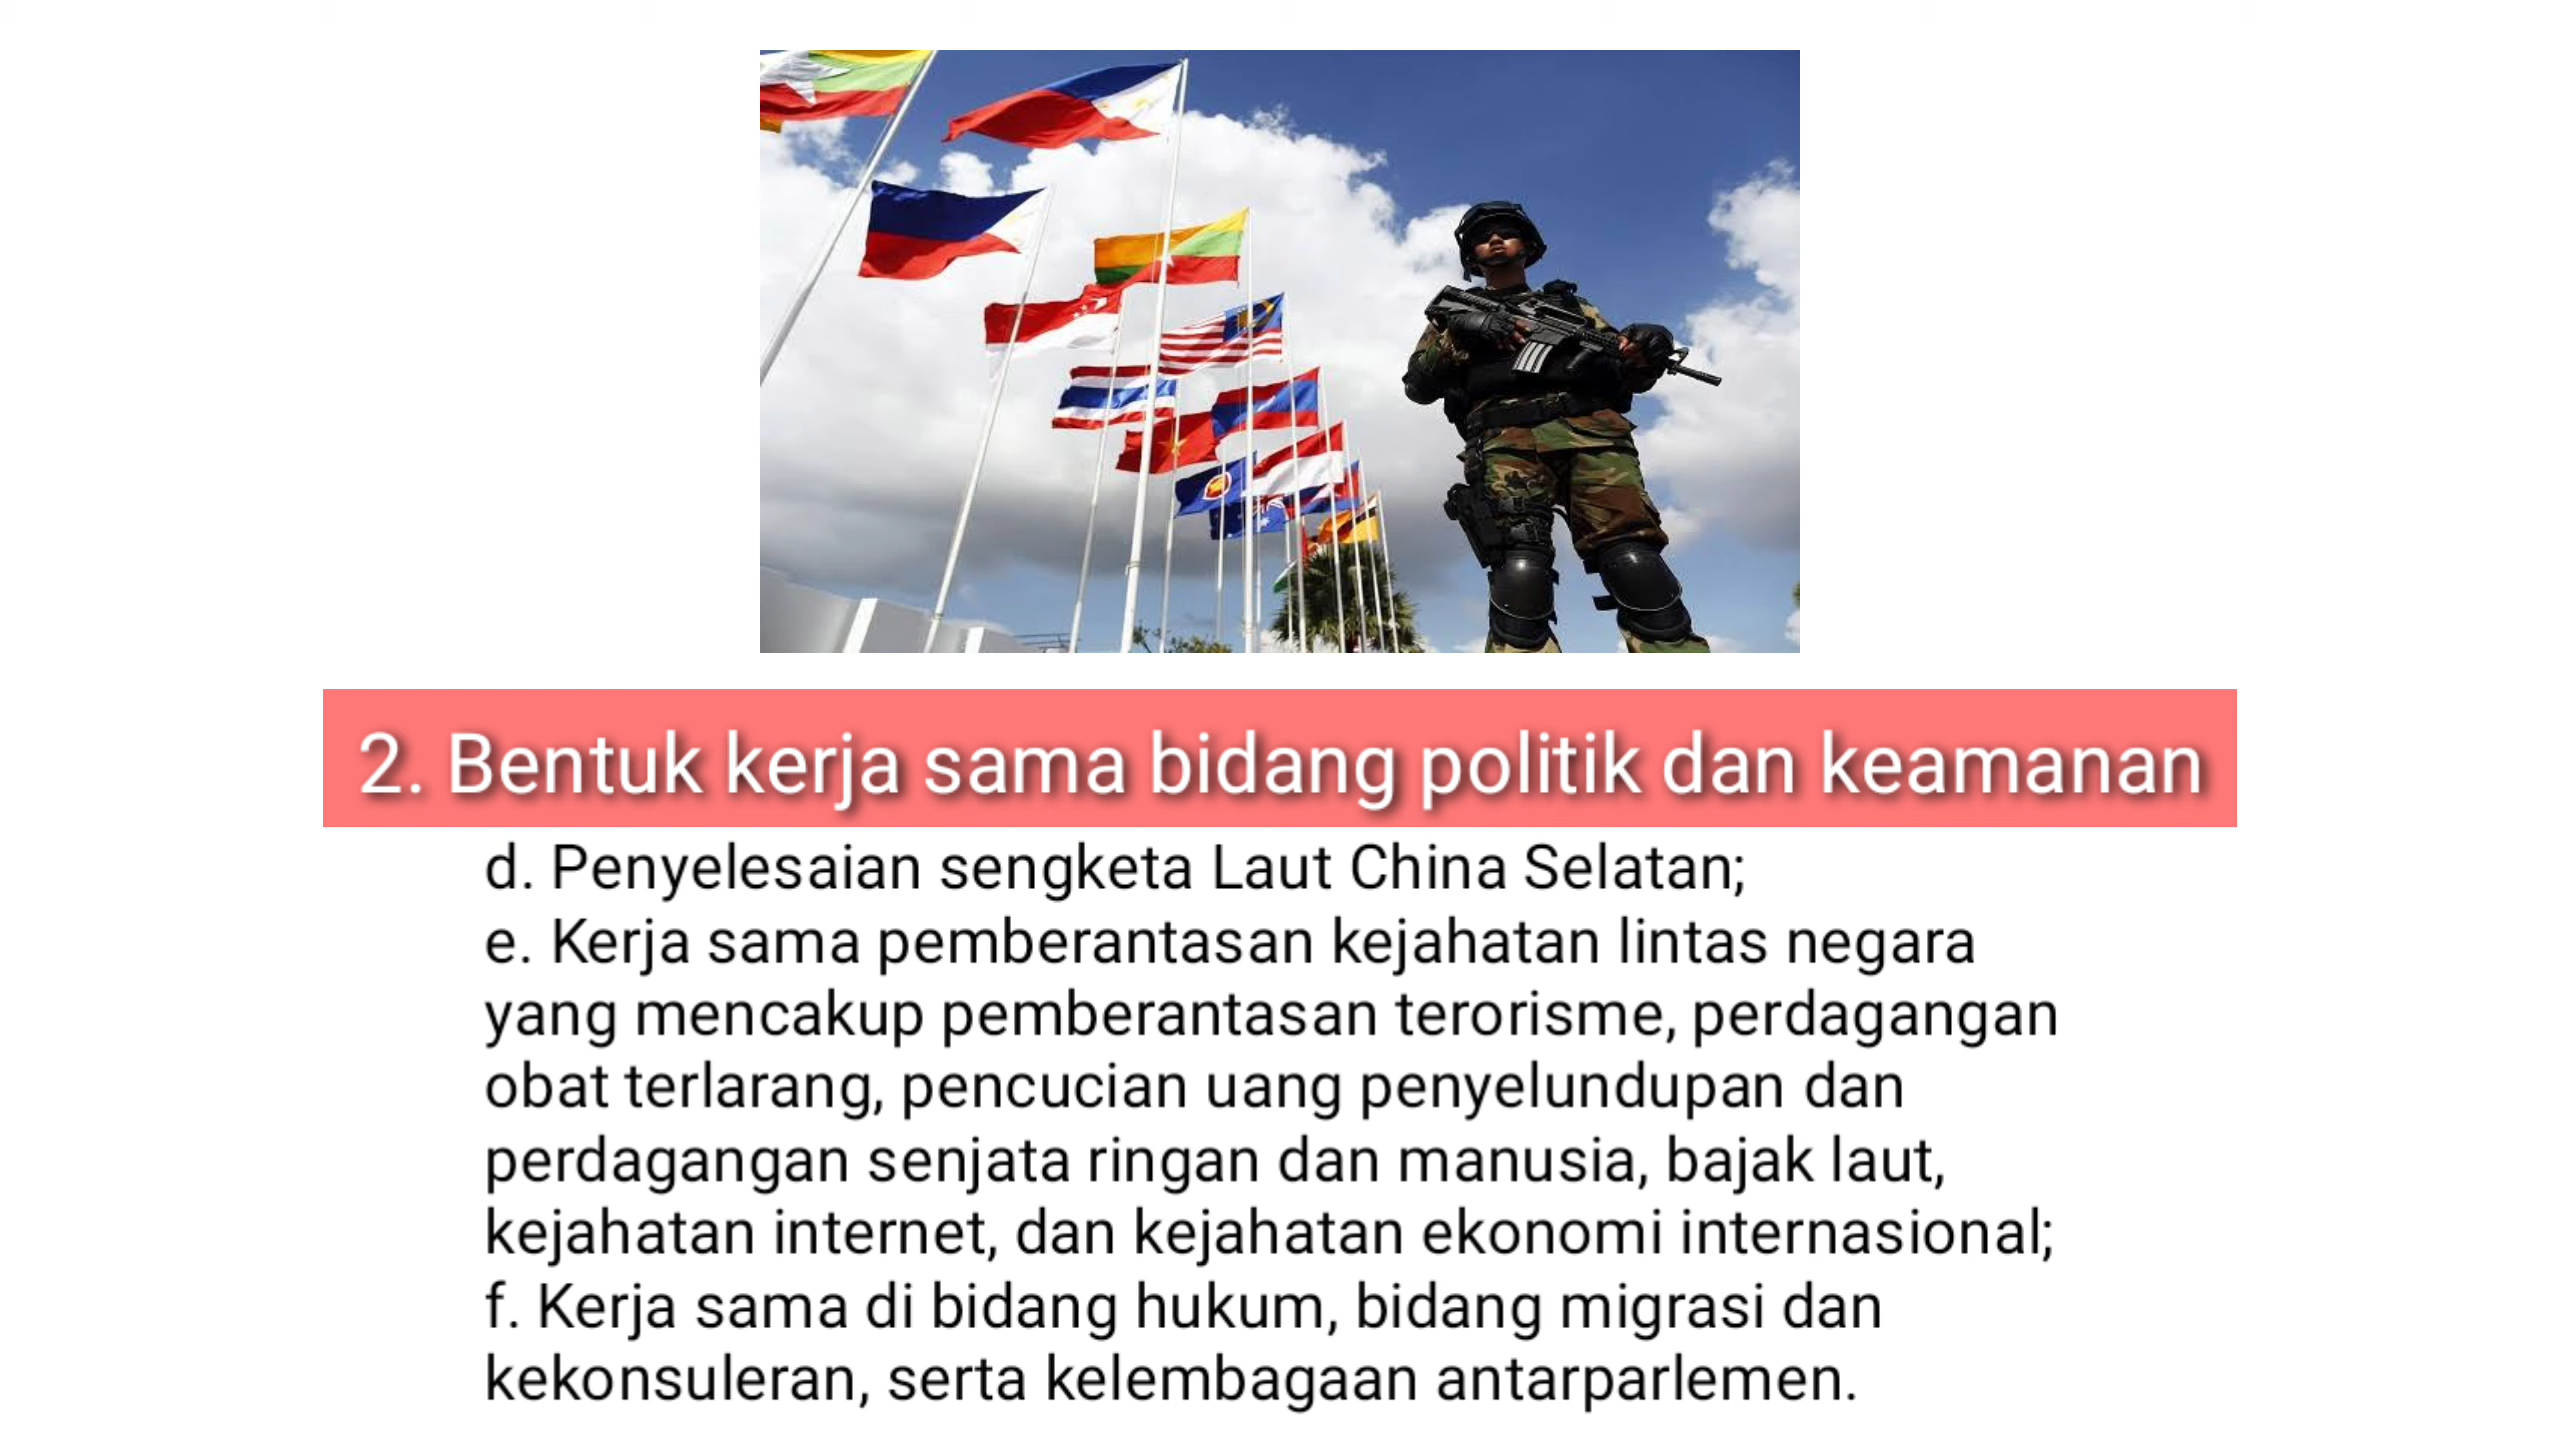 2. Bentuk kerja sama bidang politik dan keamanan
d. Penyelesaian sengketa Laut China Selatan;
e. Kerja sama pemberantasan kejahatan lintas negara
yang mencakup pemberantasan terorisme, perdagangan
obat terlarang, pencucian uang penyelundupan dan
perdagangan senjata ringan dan manusia, bajak laut,
kejahatan internet, dan kejahatan ekonomi internasional;
f. Kerja sama di bidang hukum, bidang migrasi dan
kekonsuleran, serta kelembagaan antarparlemen.